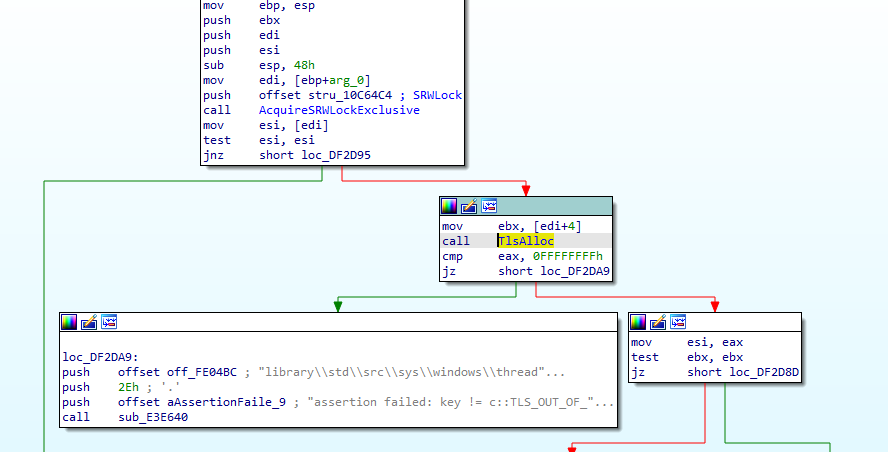 mov ebp, esp
push ebx
push edi
push esi
sub esp, 48h
mov edi, [ebp+arg_0]
push offset stru_10C64C4 ; SRWLock
call AcquireSRWLockExclusive
mov esi, [edi]
test esi, esi
jnz short loc_DF2D95
mov ebx, [edi+4]
call TlsAlloc
cmp eax, 0FFFFFFFFh
jz short loc_DF2DA9
loc_DF2DA9:
push offset off_FE04BC ; "library\\std\\src\\sys\\windows\\thread"...
push 2Eh ; '.'
push offset aAssertionFaile_9 ; "assertion failed: key != c::TLS_OUT_OF_"...
call sub_E3E640
mov esi, eax
test ebx, ebx
jz short loc_DF2D8D